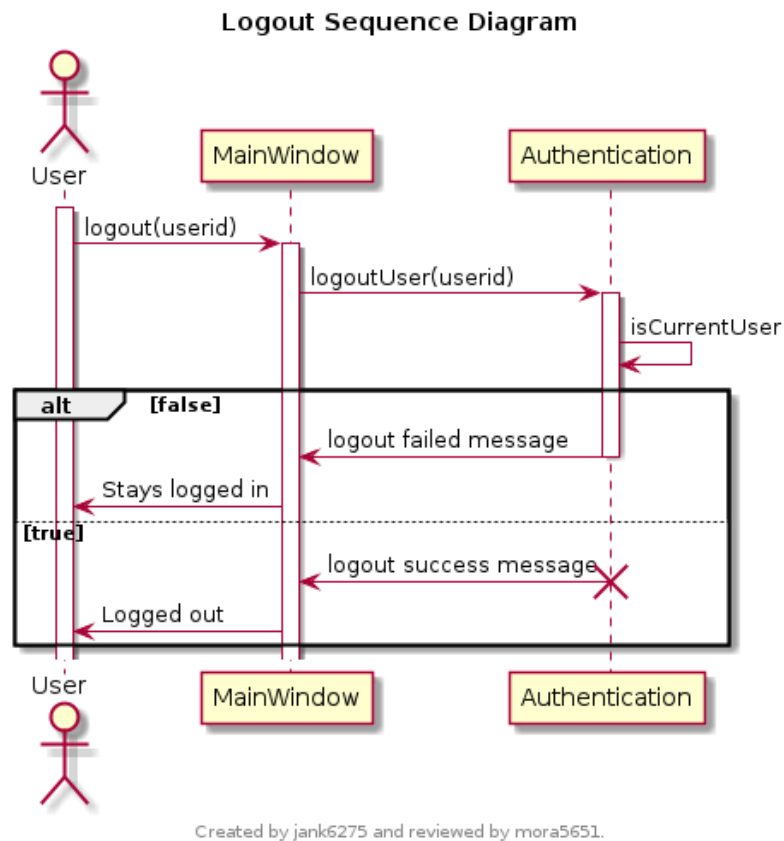 Logout Sequence Diagram
User
MainWindow
Authentication
logout(userid)
logoutUser(userid)
isCurrentUser
alt
[false]
logout failed message
Stays logged in
[true]
logout success message
Logged out
User
MainWindow
Authentication
Created by jank6275 and reviewed by mora5651.